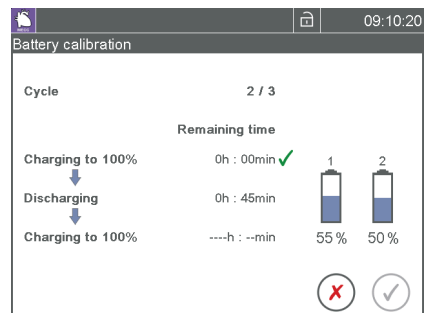 09:10:20
Battery calibration
Cycle 2 / 3
Remaining time
Charging to 100% 0h : 00min
1 2
Discharging 0h : 45min
Charging to 100% ----h : --min
55 % 50 %